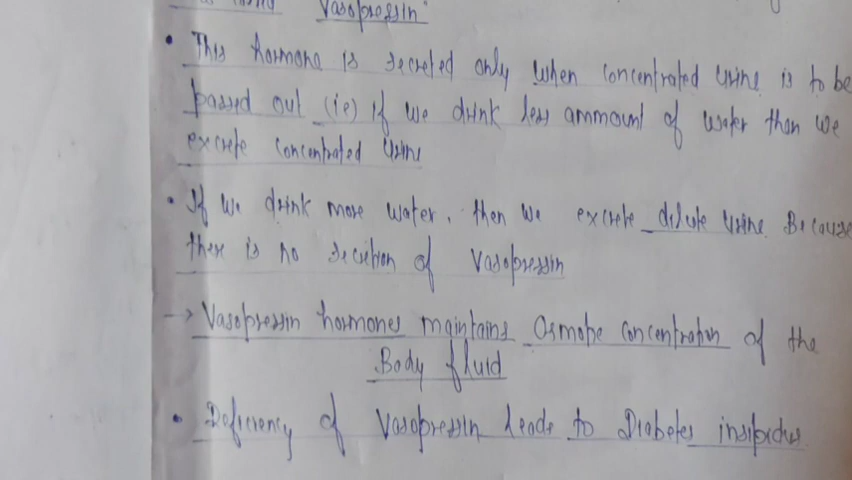 Vasopressin
• This hormone is secreted only when concentrated urine is to be
passed out (ie) if we drink less ammount of water then we
excrete concentrated urine
• If we drink more water, then we excrete dilute urine Because
there is no secretion of Vasopressin
→ Vasopressin hormones maintains Osmotic concentration of the
Body fluid
• Deficiency of Vasopressin leads to Diabetes insipidus